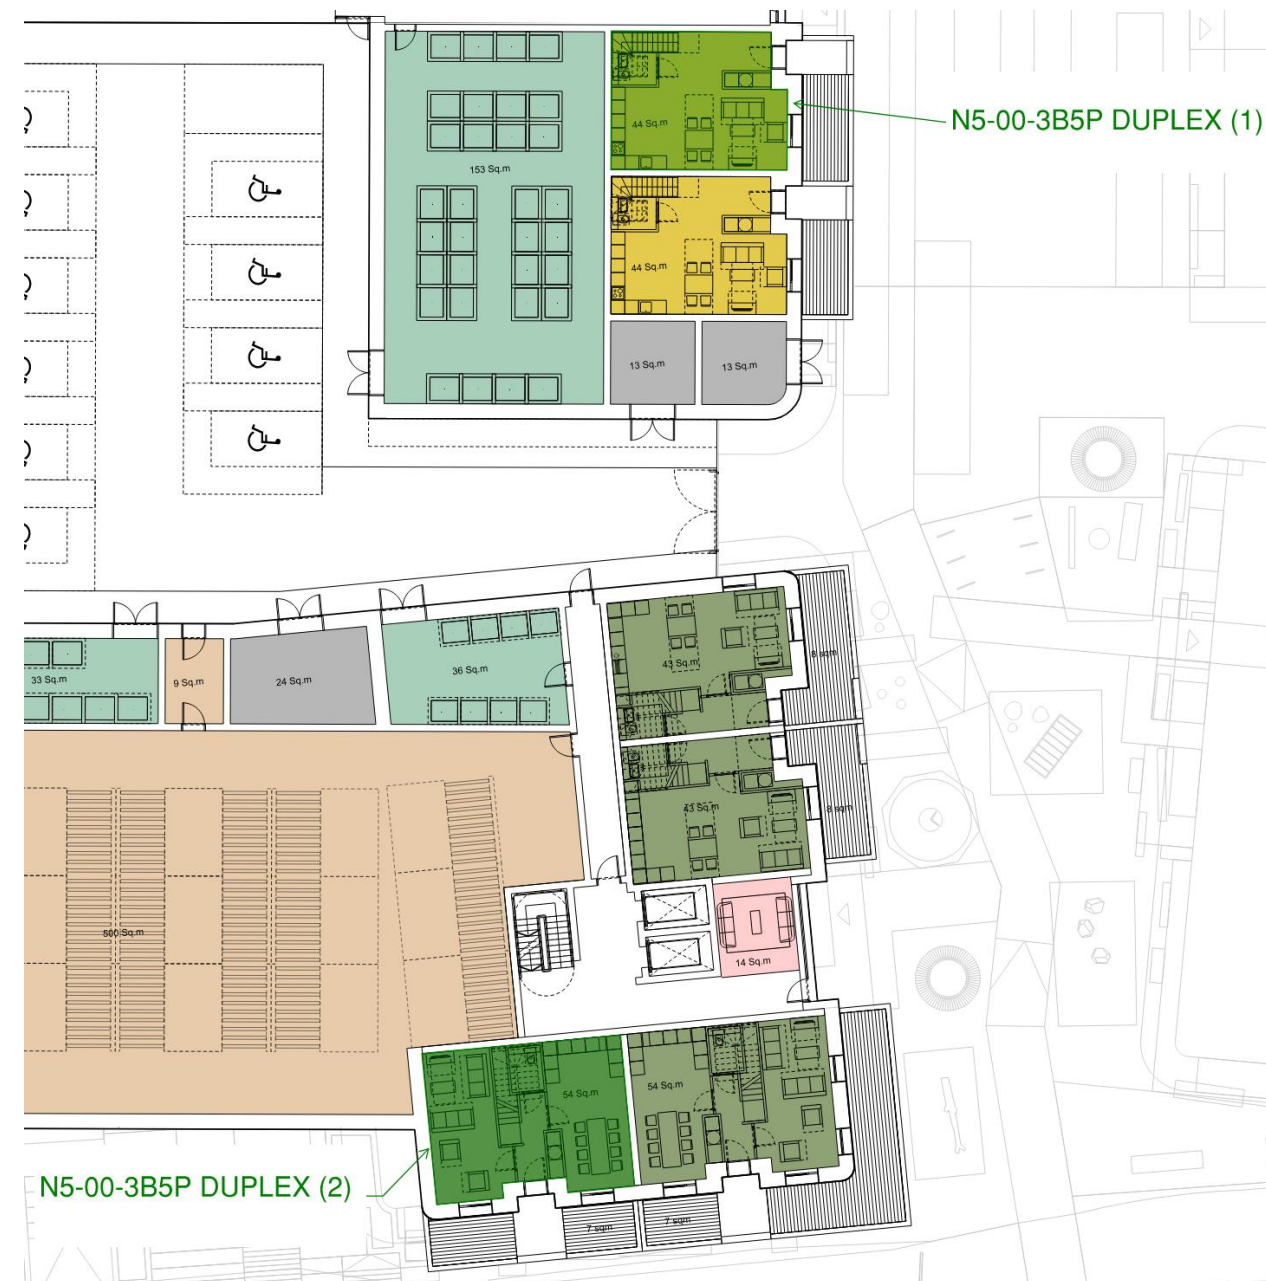 44 Sq.m
N5-00-3B5P DUPLEX (1)
153 Sq.m
44 Sq.m
13 Sq.m
13 Sq.m
43 Sq.m
8 sqm
36 Sq.m
33 Sq.m
9 Sq.m
24 Sq.m
43 Sq.m
8 sqm
500 Sq.m
14 Sq.m
54 Sq.m
54 Sq.m
N5-00-3B5P DUPLEX (2)
7 sqm
7 sqm